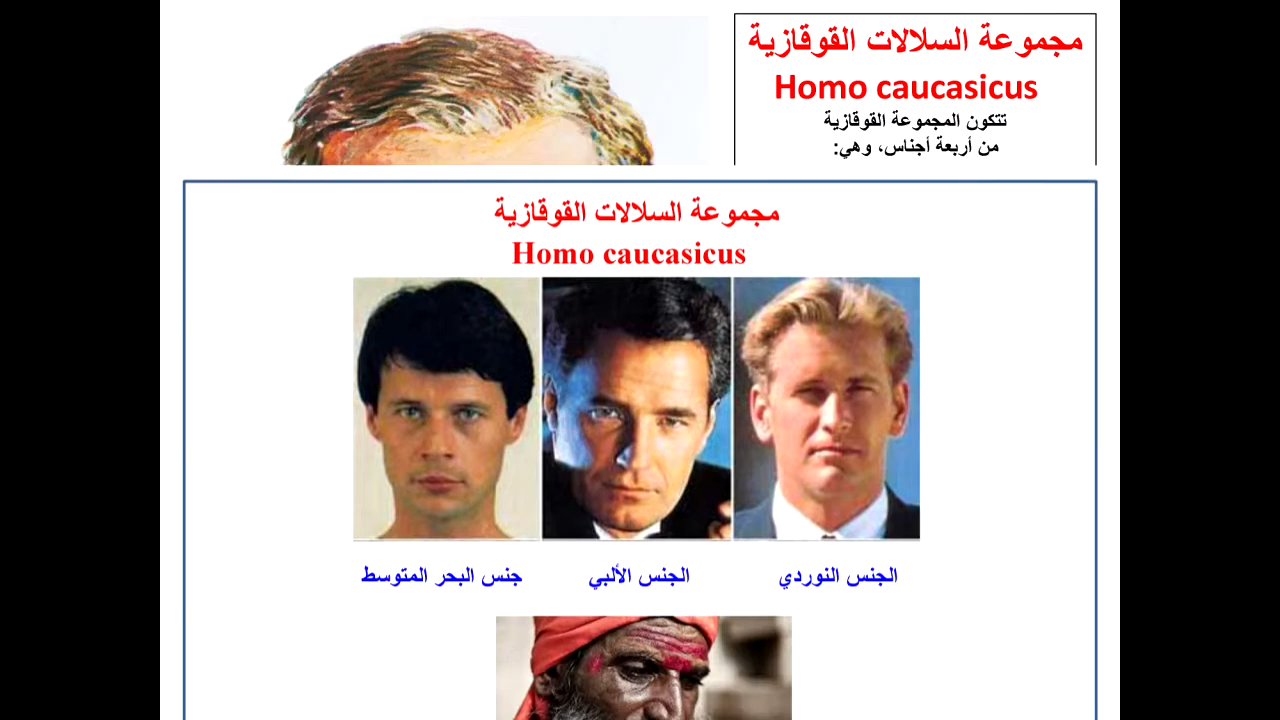 مجموعة السلالات القوقازية
Homo caucasicus
تتكون المجموعة القوقازية
من أربعة أجناس، وهي:
مجموعة السلالات القوقازية
Homo caucasicus
الجنس النوردي
الجنس الألبي
جنس البحر المتوسط